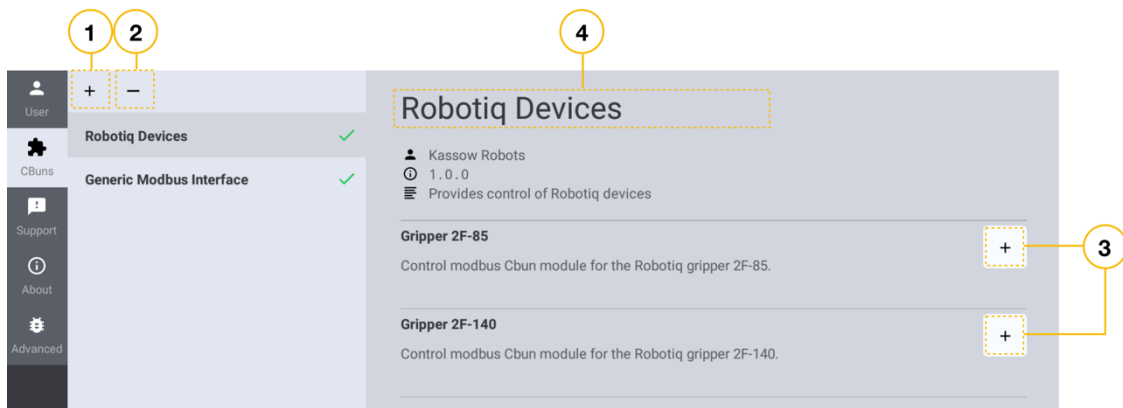 1 2 4
+ −
User
CBuns
Support
About
Advanced
Robotiq Devices
Generic Modbus Interface
Robotiq Devices
Kassow Robots
1.0.0
Provides control of Robotiq devices
Gripper 2F-85
Control modbus Cbun module for the Robotiq gripper 2F-85.
+
3
Gripper 2F-140
Control modbus Cbun module for the Robotiq gripper 2F-140.
+